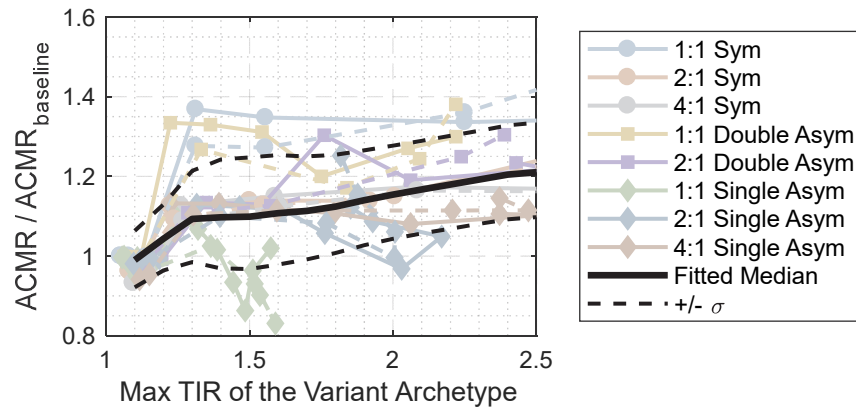 1.6
1.4
1.2
1
0.8
ACMR / ACMR_baseline
1
1.5
2
2.5
Max TIR of the Variant Archetype
1:1 Sym
2:1 Sym
4:1 Sym
1:1 Double Asym
2:1 Double Asym
1:1 Single Asym
2:1 Single Asym
4:1 Single Asym
Fitted Median
+/- σ